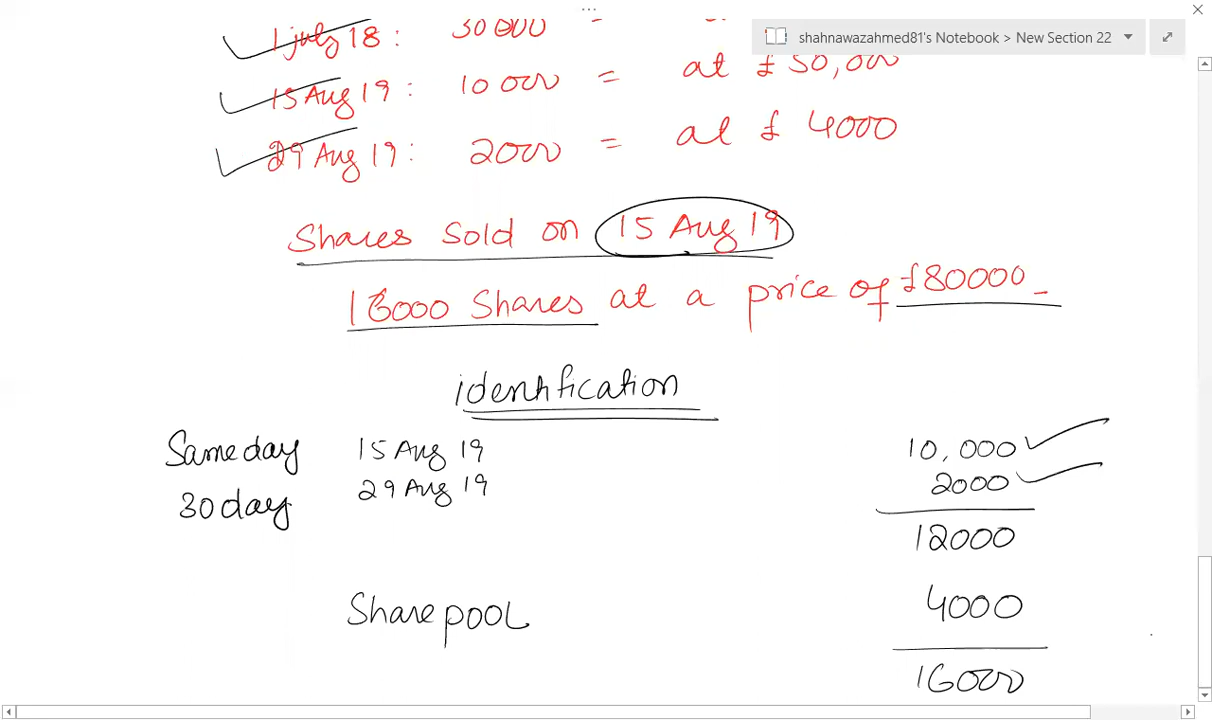 shahnawazahmed81's Notebook > New Section 22
1 july 18: 30000 =
15 Aug 19: 10000 = at £ 50,000
29 Aug 19: 2000 = at £ 4000
Shares Sold on 15 Aug 19
16000 Shares at a price of £80000
identification
Same day 15 Aug 19 10,000
30 day 29 Aug 19 2000
12000
Share pool 4000
16000